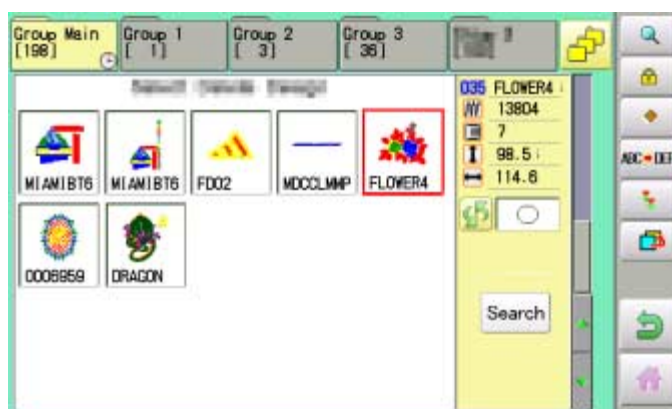 Group Main
[198]
Group 1
[ 1]
Group 2
[ 3]
Group 3
[ 36]
035 FLOWER4
13804
7
98.5
114.6
MIAMIBT6
MIAMIBT6
FD02
MDCCLMMP
FLOWER4
0006959
DRAGON
Search